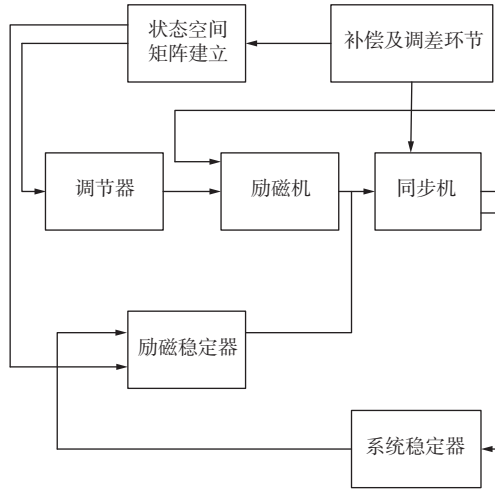 状态空间
矩阵建立
补偿及调差环节
调节器
励磁机
同步机
励磁稳定器
系统稳定器